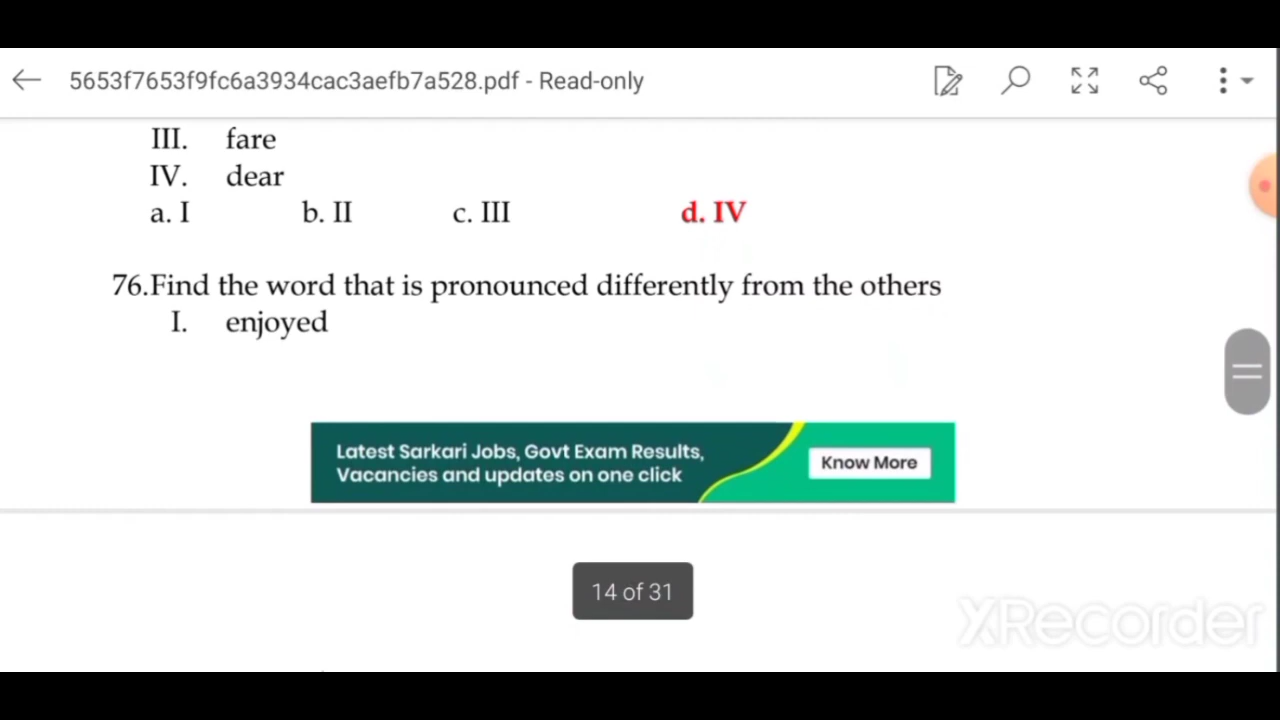 5653f7653f9fc6a3934cac3aefb7a528.pdf - Read-only
III. fare
IV. dear
a. I b. II c. III d. IV
76.Find the word that is pronounced differently from the others
I. enjoyed
Latest Sarkari Jobs, Govt Exam Results,
Vacancies and updates on one click
Know More
14 of 31
XRecorder